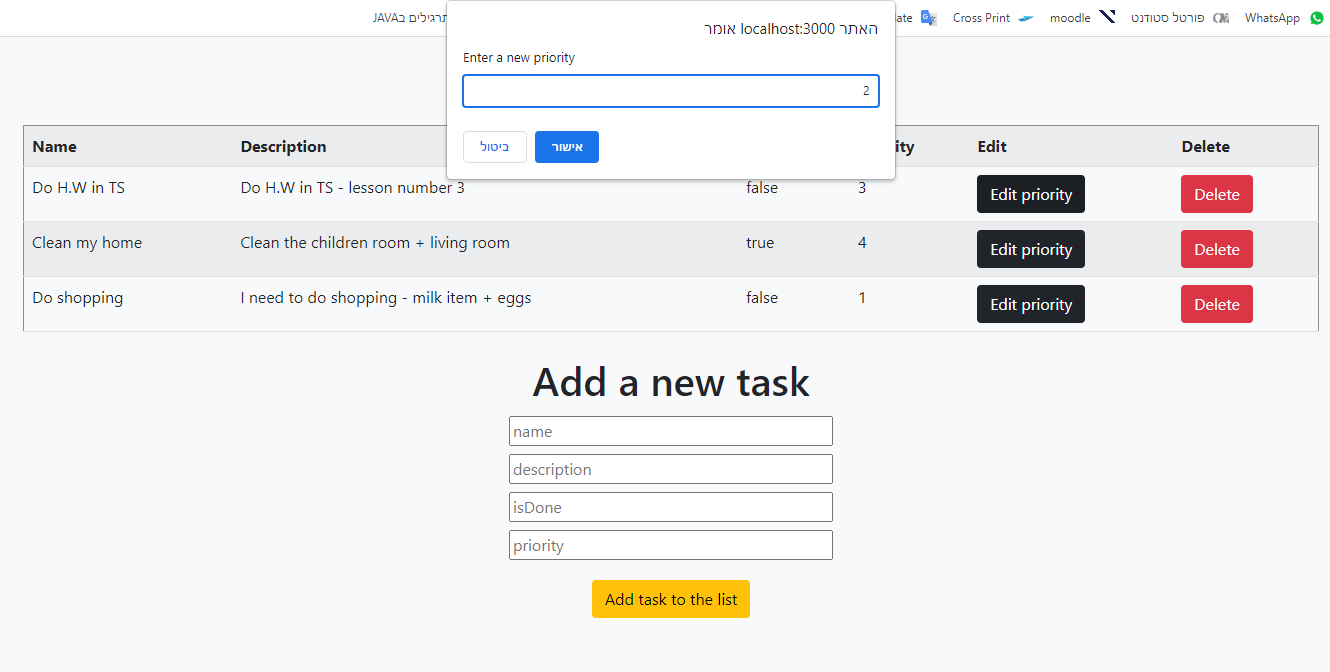 תרגילים בJAVA
Cross Print
moodle
פורטל סטודנט
WhatsApp
האתר localhost:3000 אומר
Enter a new priority
2
ביטול
אישור
Name Description Edit Delete
Do H.W in TS Do H.W in TS - lesson number 3 false 3 Edit priority Delete
Clean my home Clean the children room + living room true 4 Edit priority Delete
Do shopping I need to do shopping - milk item + eggs false 1 Edit priority Delete
Add a new task
name
description
isDone
priority
Add task to the list